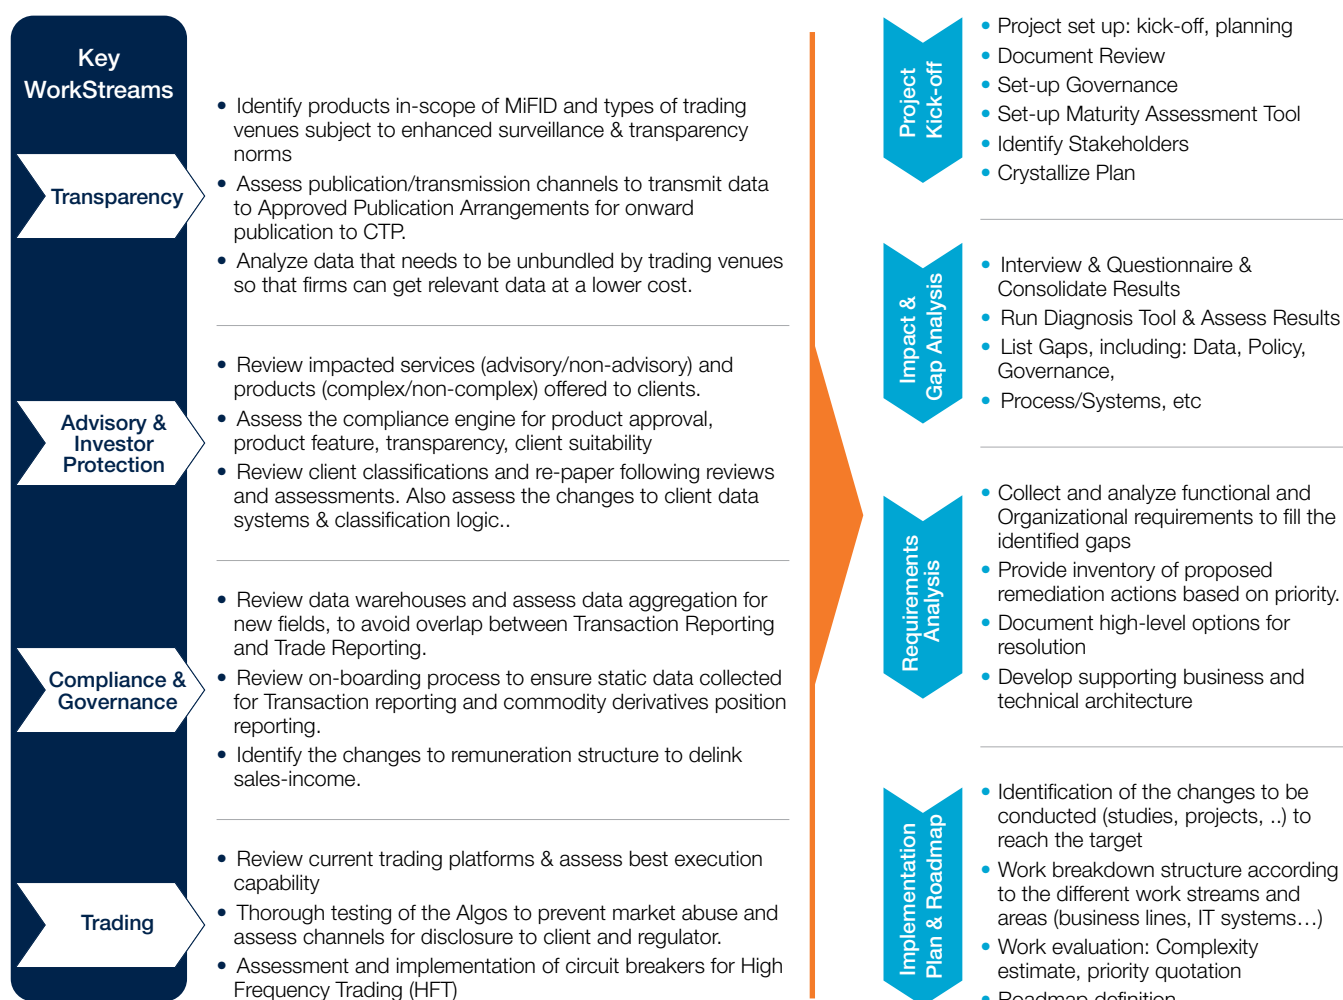 Key
WorkStreams
Transparency
• Identify products in-scope of MiFID and types of trading
venues subject to enhanced surveillance & transparency
norms
• Assess publication/transmission channels to transmit data
to Approved Publication Arrangements for onward
publication to CTP.
• Analyze data that needs to be unbundled by trading venues
so that firms can get relevant data at a lower cost.
Advisory &
Investor
Protection
• Review impacted services (advisory/non-advisory) and
products (complex/non-complex) offered to clients.
• Assess the compliance engine for product approval,
product feature, transparency, client suitability
• Review client classifications and re-paper following reviews
and assessments. Also assess the changes to client data
systems & classification logic..
Compliance &
Governance
• Review data warehouses and assess data aggregation for
new fields, to avoid overlap between Transaction Reporting
and Trade Reporting.
• Review on-boarding process to ensure static data collected
for Transaction reporting and commodity derivatives position
reporting.
• Identify the changes to remuneration structure to delink
sales-income.
Trading
• Review current trading platforms & assess best execution
capability
• Thorough testing of the Algos to prevent market abuse and
assess channels for disclosure to client and regulator.
• Assessment and implementation of circuit breakers for High
Frequency Trading (HFT)
Project
Kick-off
• Project set up: kick-off, planning
• Document Review
• Set-up Governance
• Set-up Maturity Assessment Tool
• Identify Stakeholders
• Crystallize Plan
Impact &
Gap Analysis
• Interview & Questionnaire &
Consolidate Results
• Run Diagnosis Tool & Assess Results
• List Gaps, including: Data, Policy,
Governance,
• Process/Systems, etc
Requirements
Analysis
• Collect and analyze functional and
Organizational requirements to fill the
identified gaps
• Provide inventory of proposed
remediation actions based on priority.
• Document high-level options for
resolution
• Develop supporting business and
technical architecture
Implementation
Plan & Roadmap
• Identification of the changes to be
conducted (studies, projects, ..) to
reach the target
• Work breakdown structure according
to the different work streams and
areas (business lines, IT systems…)
• Work evaluation: Complexity
estimate, priority quotation
• Roadmap definition